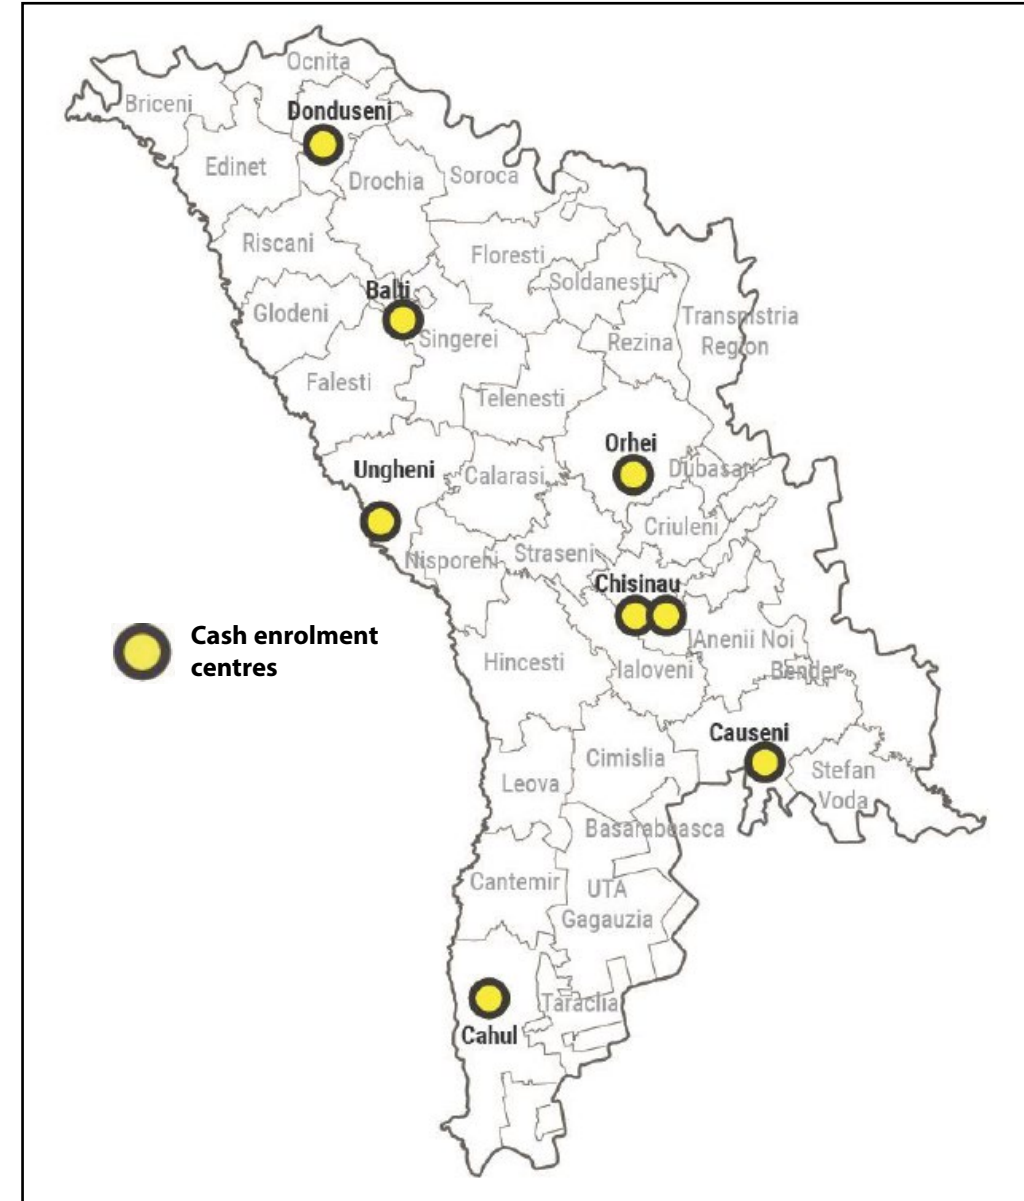 Ocnita
Briceni
Donduseni
Edinet
Drochia
Soroca
Riscani
Floresti
Soldanesti
Balti
Glodeni
Singerei
Transnistria
Region
Rezina
Falesti
Telenesti
Orhei
Ungheni
Calarasi
Dubasari
Criuleni
Nisporeni
Straseni
Chisinau
Anenii Noi
Cash enrolment
centres
Hincesti
Ialoveni
Bender
Causeni
Cimislia
Stefan
Voda
Leova
Basarabeasca
Cantemir
UTA
Gagauzia
Taraclia
Cahul